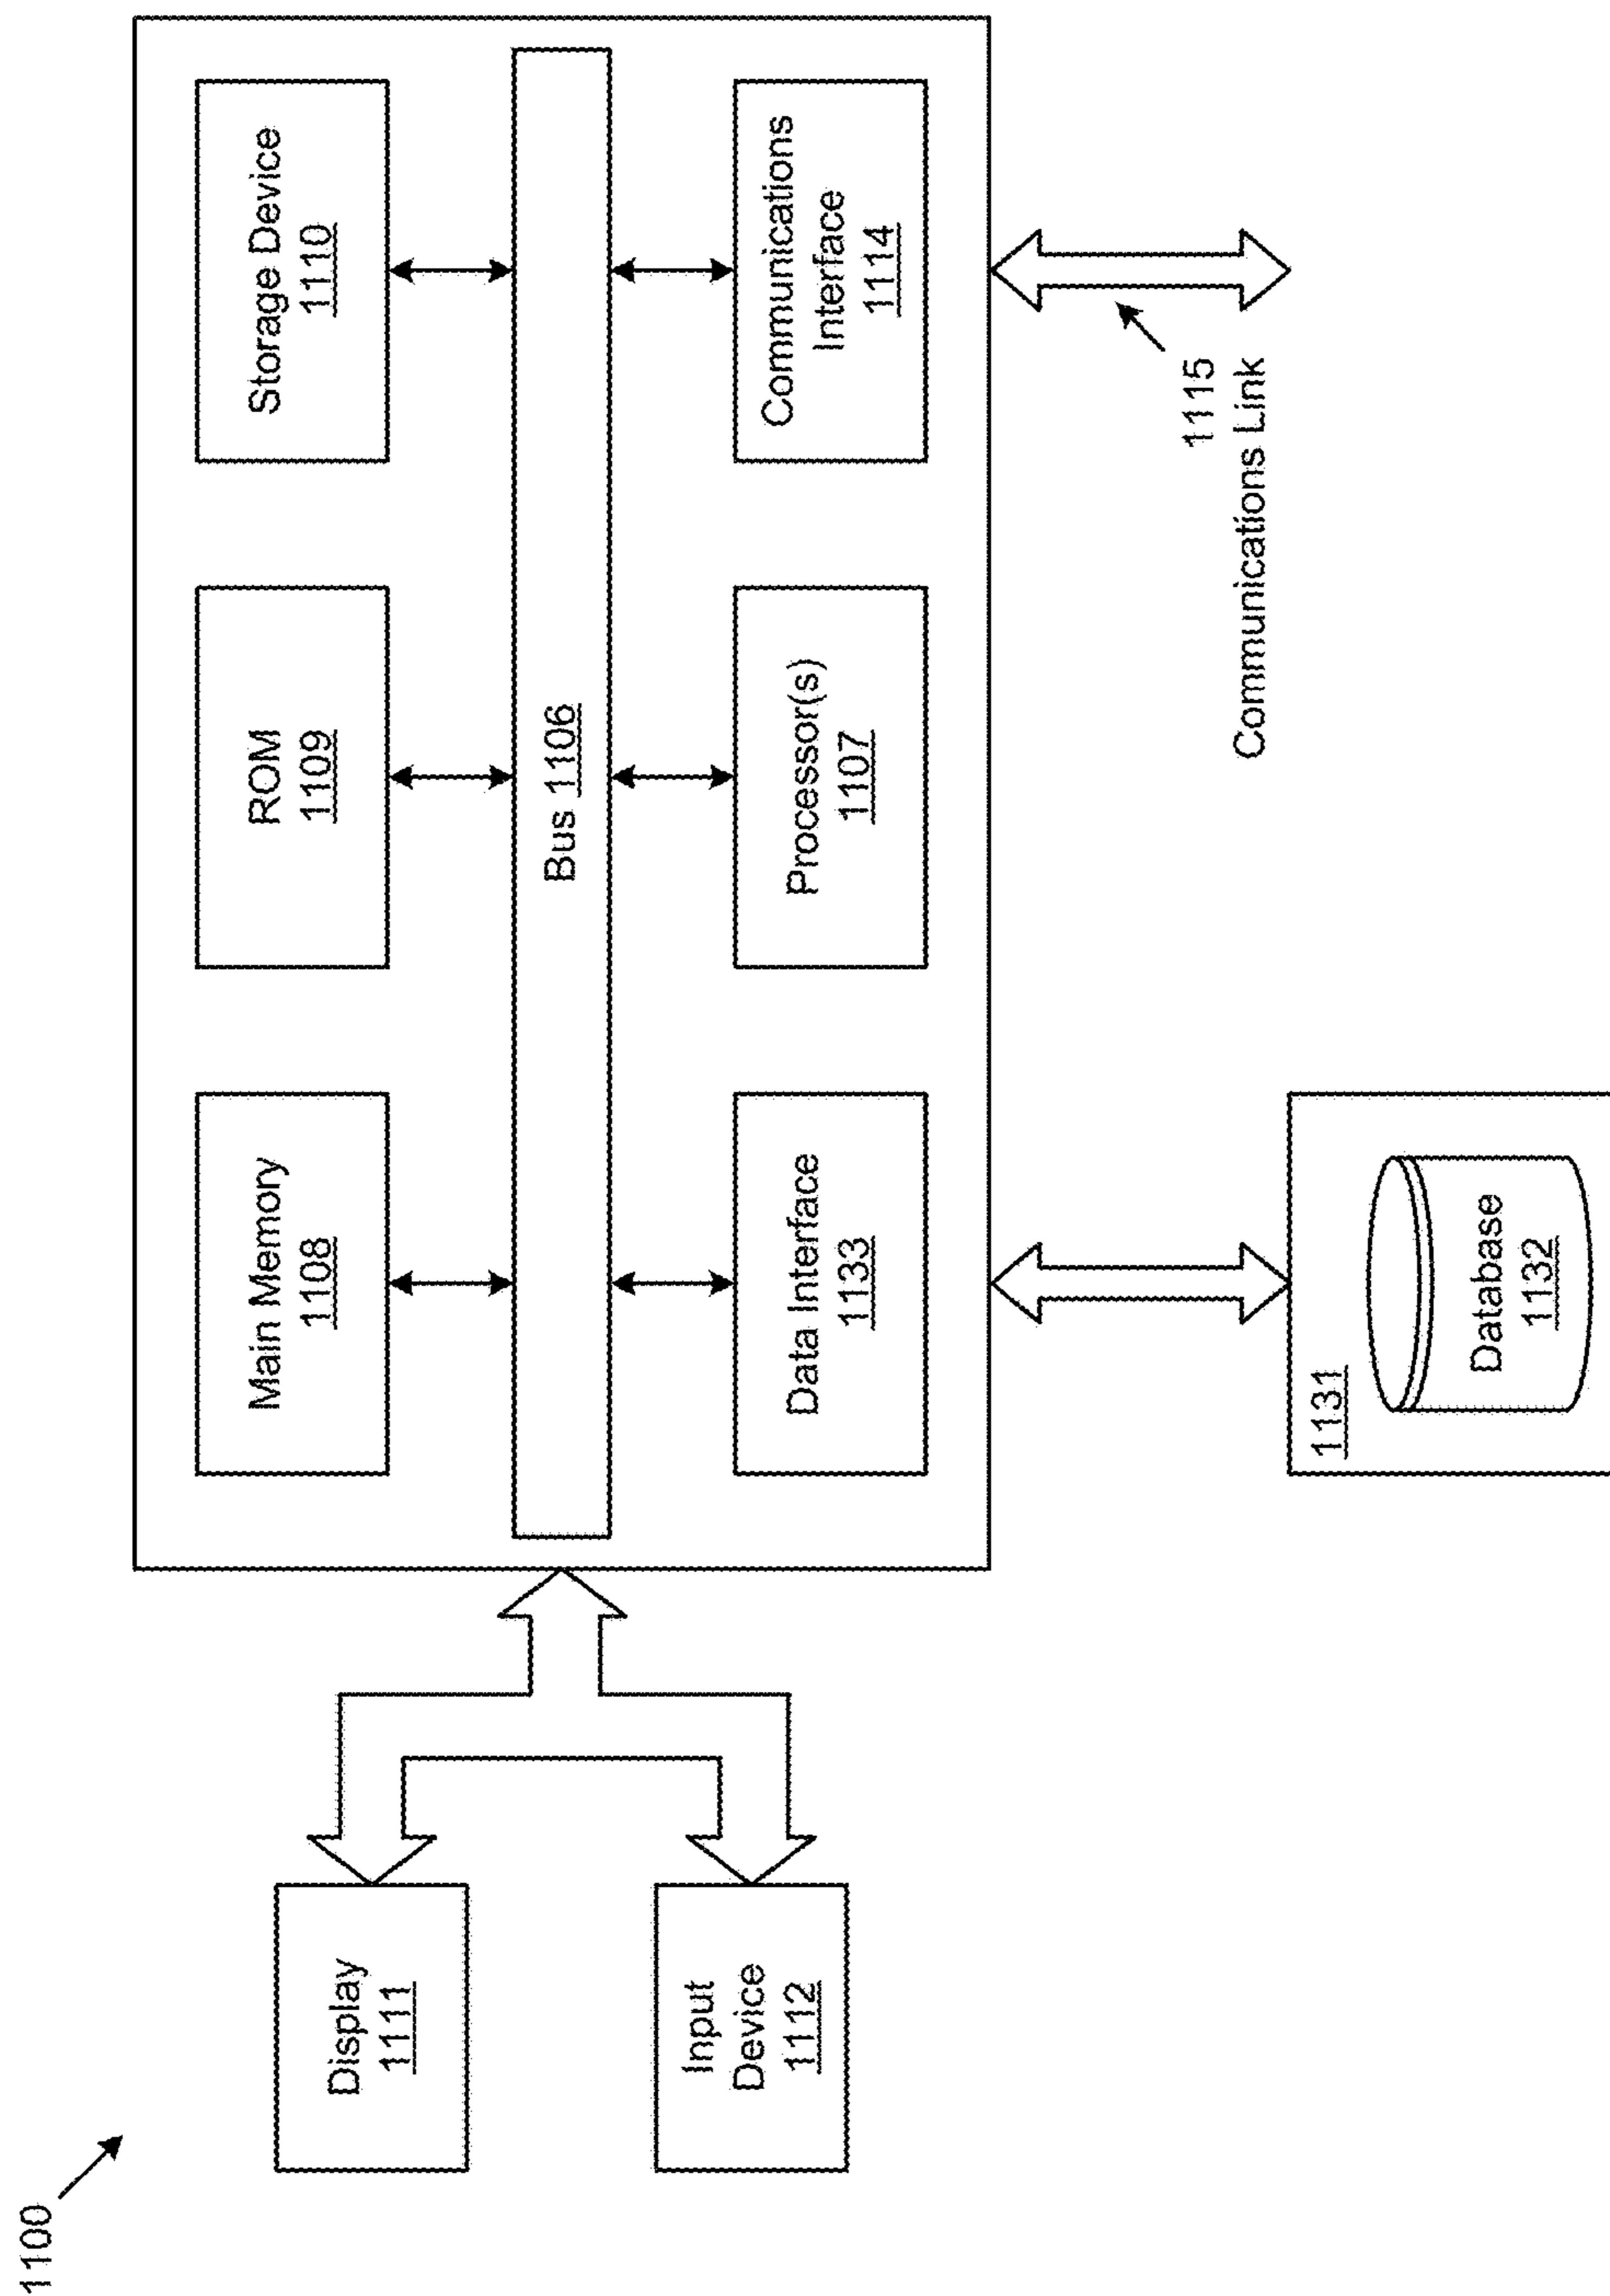 1100
Display
1111
Input
Device
1112
Main Memory
1108
ROM
1109
Storage Device
1110
Bus 1106
Data Interface
1133
Processor(s)
1107
Communications
Interface
1114
1115
Communications Link
1131
Database
1132